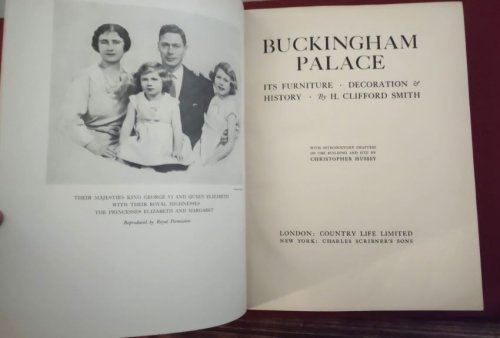 THEIR MAJESTIES KING GEORGE VI AND QUEEN ELIZABETH
WITH THEIR ROYAL HIGHNESSES
THE PRINCESSES ELIZABETH AND MARGARET
Reproduced by Royal Permission
BUCKINGHAM
PALACE
ITS FURNITURE · DECORATION &
HISTORY · By H. CLIFFORD SMITH
WITH INTRODUCTORY CHAPTERS
ON THE BUILDING AND SITE BY
CHRISTOPHER HUSSEY
LONDON: COUNTRY LIFE LIMITED
NEW YORK: CHARLES SCRIBNER'S SONS